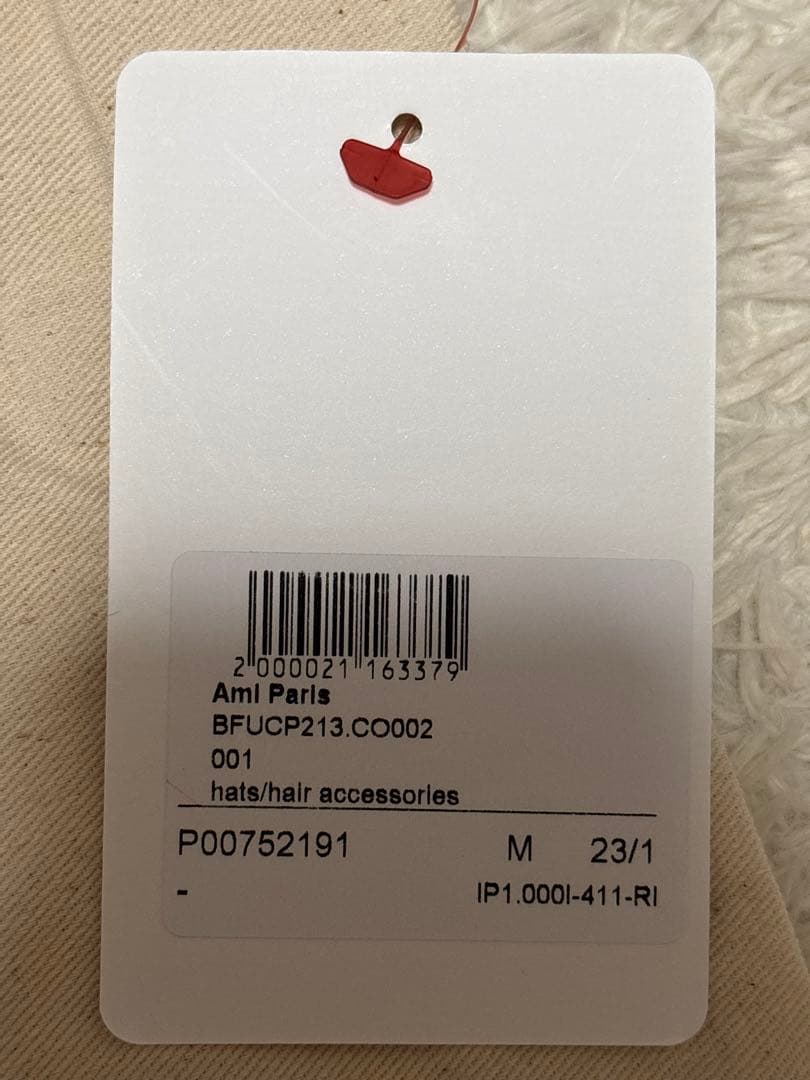 2 000021 163379
Ami Paris
BFUCP213.CO002
001
hats/hair accessories
P00752191 M 23/1
- IP1.000I-411-RI